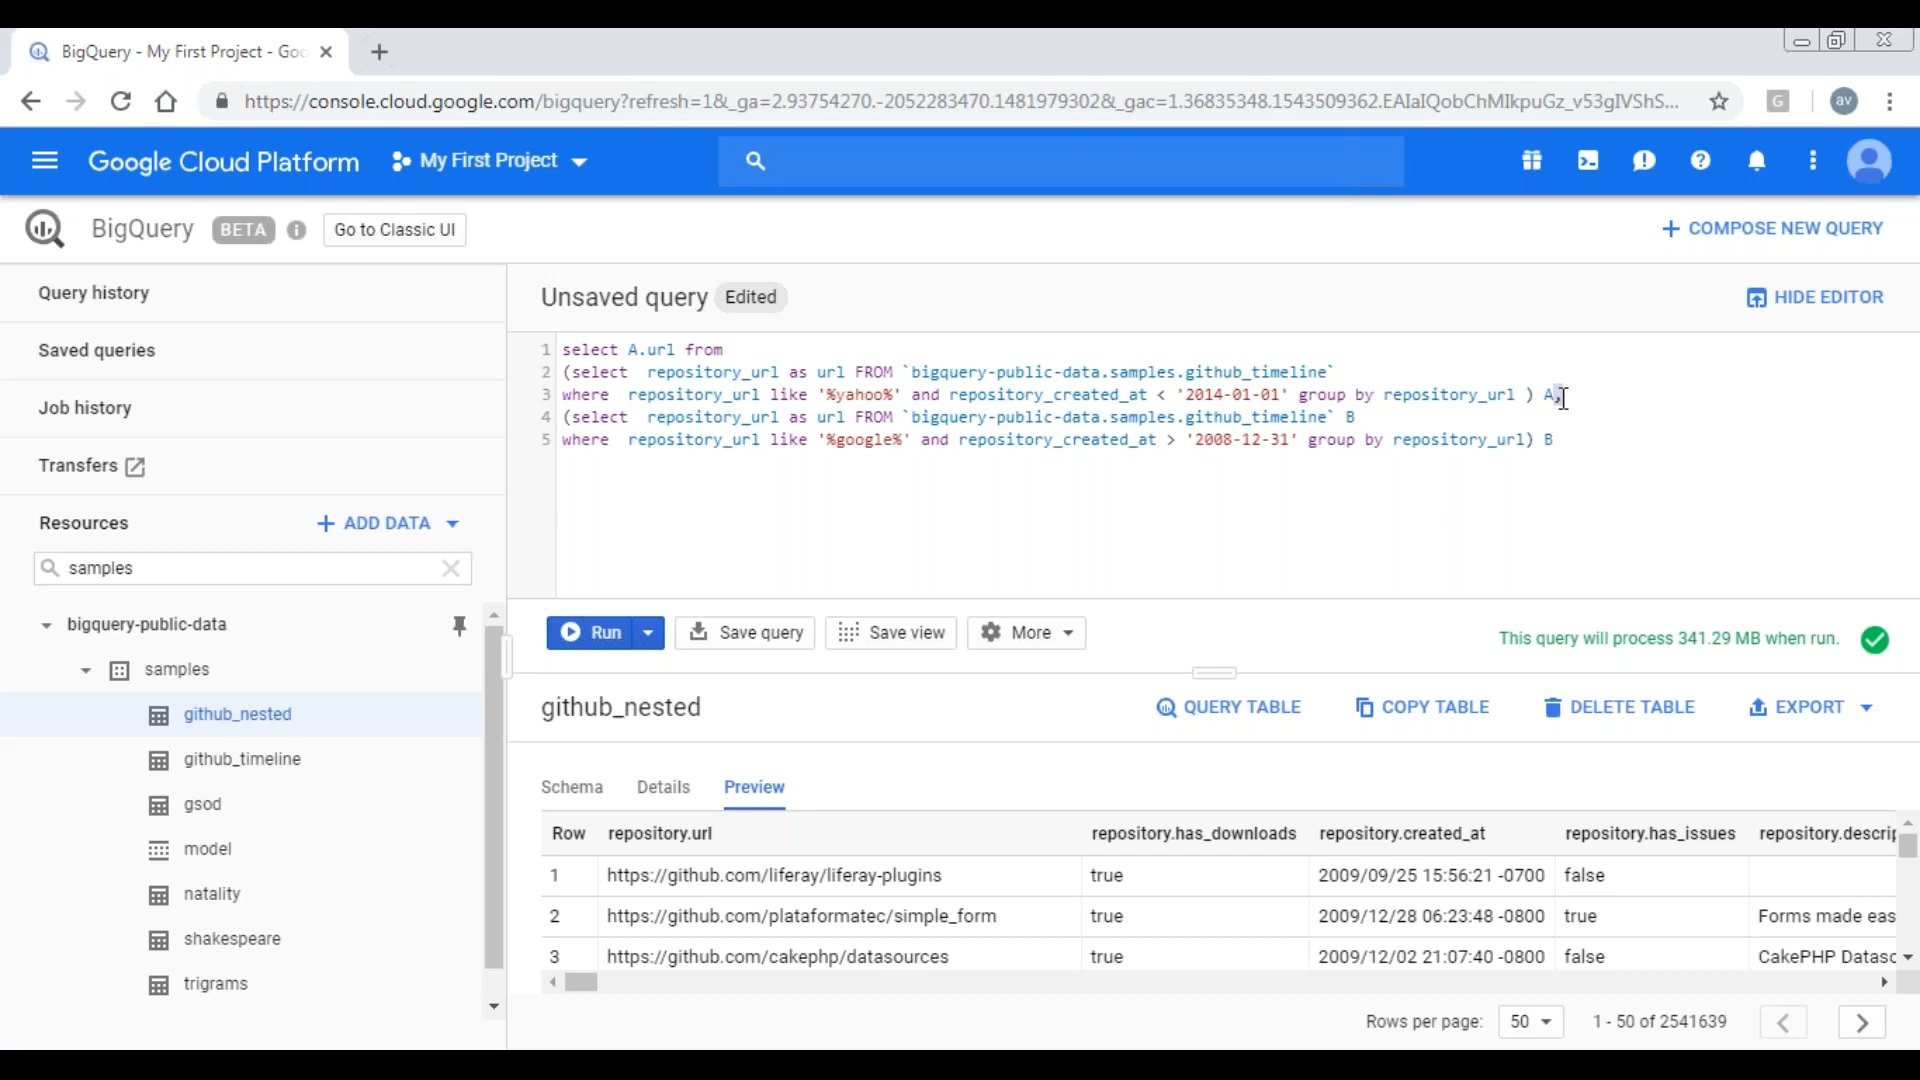 BigQuery - My First Project - Goo
https://console.cloud.google.com/bigquery?refresh=1&_ga=2.93754270.-2052283470.1481979302&_gac=1.36835348.1543509362.EAIaIQobChMIkpuGz_v53gIVShS...
G
av
Google Cloud Platform
My First Project
BigQuery
BETA
Go to Classic UI
COMPOSE NEW QUERY
Query history
Saved queries
Job history
Transfers
Resources
ADD DATA
samples
bigquery-public-data
samples
github_nested
github_timeline
gsod
model
natality
shakespeare
trigrams
Unsaved query Edited
HIDE EDITOR
1 select A.url from
2 (select  repository_url as url FROM `bigquery-public-data.samples.github_timeline`
3 where  repository_url like '%yahoo%' and repository_created_at < '2014-01-01' group by repository_url ) A,
4 (select  repository_url as url FROM `bigquery-public-data.samples.github_timeline` B
5 where  repository_url like '%google%' and repository_created_at > '2008-12-31' group by repository_url) B
Run
Save query
Save view
More
This query will process 341.29 MB when run.
github_nested
QUERY TABLE
COPY TABLE
DELETE TABLE
EXPORT
Schema Details Preview
Row repository.url repository.has_downloads repository.created_at repository.has_issues repository.descrip
1 https://github.com/liferay/liferay-plugins true 2009/09/25 15:56:21 -0700 false
2 https://github.com/plataformatec/simple_form true 2009/12/28 06:23:48 -0800 true Forms made eas
3 https://github.com/cakephp/datasources true 2009/12/02 21:07:40 -0800 false CakePHP Datasc
Rows per page: 50 1 - 50 of 2541639